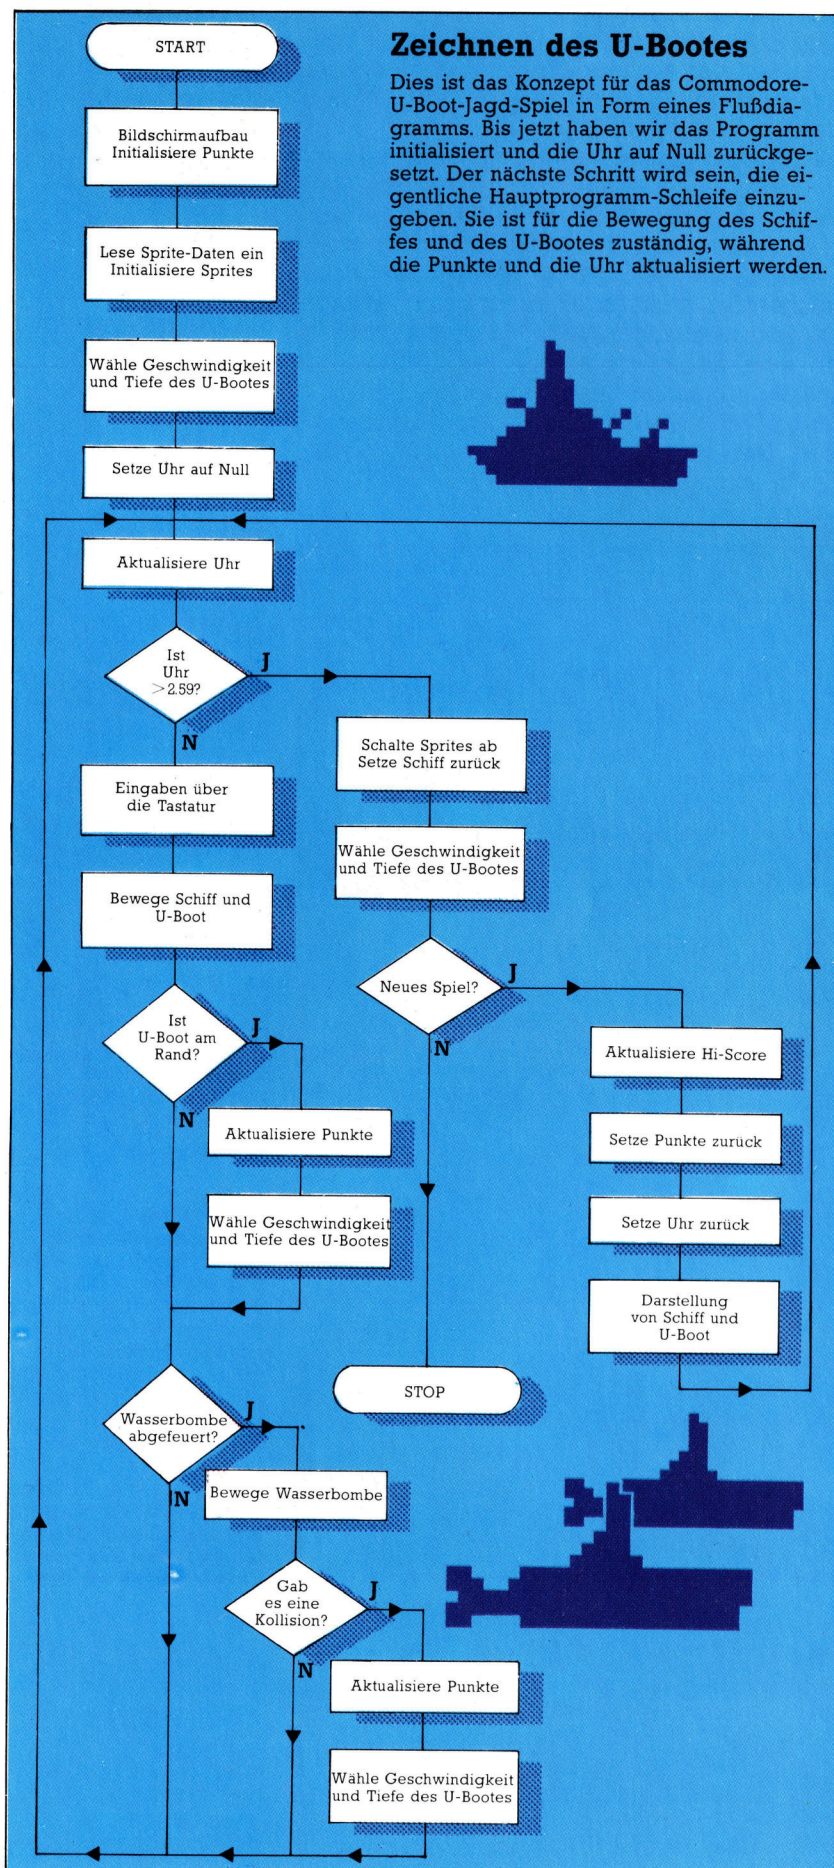 START
Zeichnen des U-Bootes
Dies ist das Konzept für das Commodore-
U-Boot-Jagd-Spiel in Form eines Flußdia-
gramms. Bis jetzt haben wir das Programm
initialisiert und die Uhr auf Null zurückge-
setzt. Der nächste Schritt wird sein, die ei-
gentliche Hauptprogramm-Schleife einzu-
geben. Sie ist für die Bewegung des Schif-
fes und des U-Bootes zuständig, während
die Punkte und die Uhr aktualisiert werden.
Bildschirmaufbau
Initialisiere Punkte
Lese Sprite-Daten ein
Initialisiere Sprites
Wähle Geschwindigkeit
und Tiefe des U-Bootes
Setze Uhr auf Null
Aktualisiere Uhr
Ist
Uhr
>2.59?
J
N
Schalte Sprites ab
Setze Schiff zurück
Eingaben über
die Tastatur
Wähle Geschwindigkeit
und Tiefe des U-Bootes
Bewege Schiff und
U-Boot
Neues Spiel?
J
N
Ist
U-Boot am
Rand?
J
N
Aktualisiere Hi-Score
Aktualisiere Punkte
Setze Punkte zurück
Wähle Geschwindigkeit
und Tiefe des U-Bootes
Setze Uhr zurück
Darstellung
von Schiff und
U-Boot
STOP
Wasserbombe
abgefeuert?
J
N
Bewege Wasserbombe
Gab
es eine
Kollision?
J
N
Aktualisiere Punkte
Wähle Geschwindigkeit
und Tiefe des U-Bootes